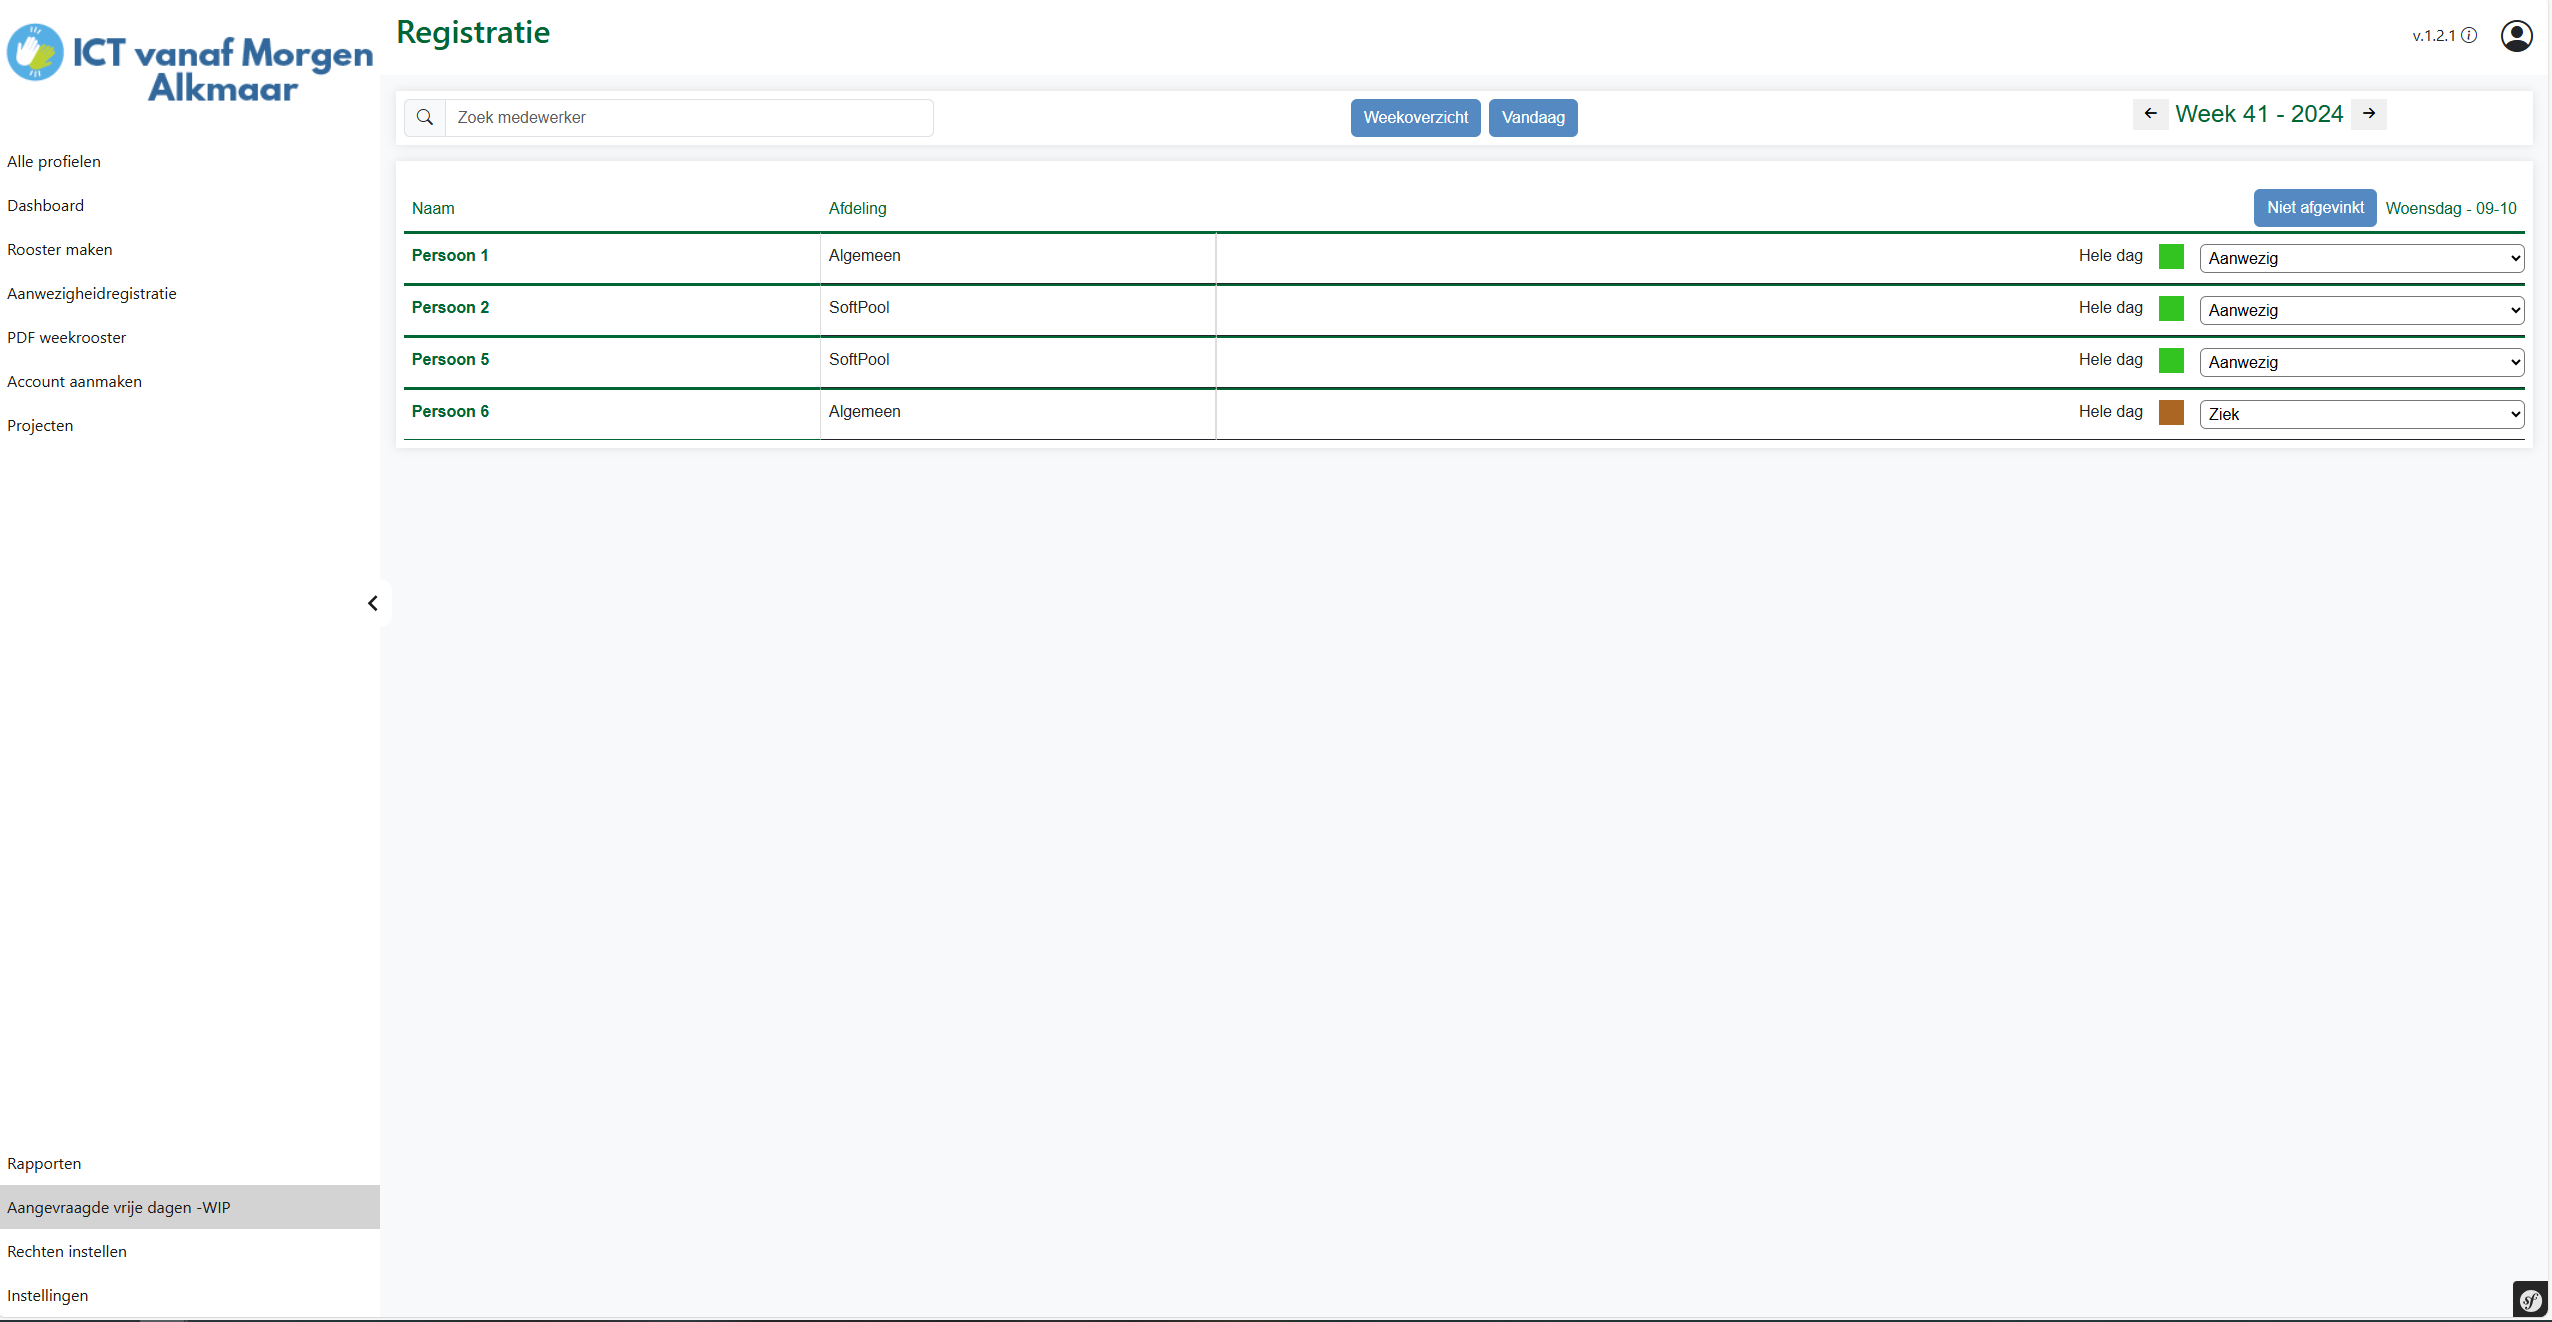 ICT vanaf Morgen
Alkmaar
Registratie
v.1.2.1
Zoek medewerker
Weekoverzicht
Vandaag
Week 41 - 2024
Alle profielen
Dashboard
Rooster maken
Aanwezigheidregistratie
PDF weekrooster
Account aanmaken
Projecten
Naam Afdeling Niet afgevinkt Woensdag - 09-10
Persoon 1 Algemeen Hele dag Aanwezig
Persoon 2 SoftPool Hele dag Aanwezig
Persoon 5 SoftPool Hele dag Aanwezig
Persoon 6 Algemeen Hele dag Ziek
Rapporten
Aangevraagde vrije dagen -WIP
Rechten instellen
Instellingen
sf